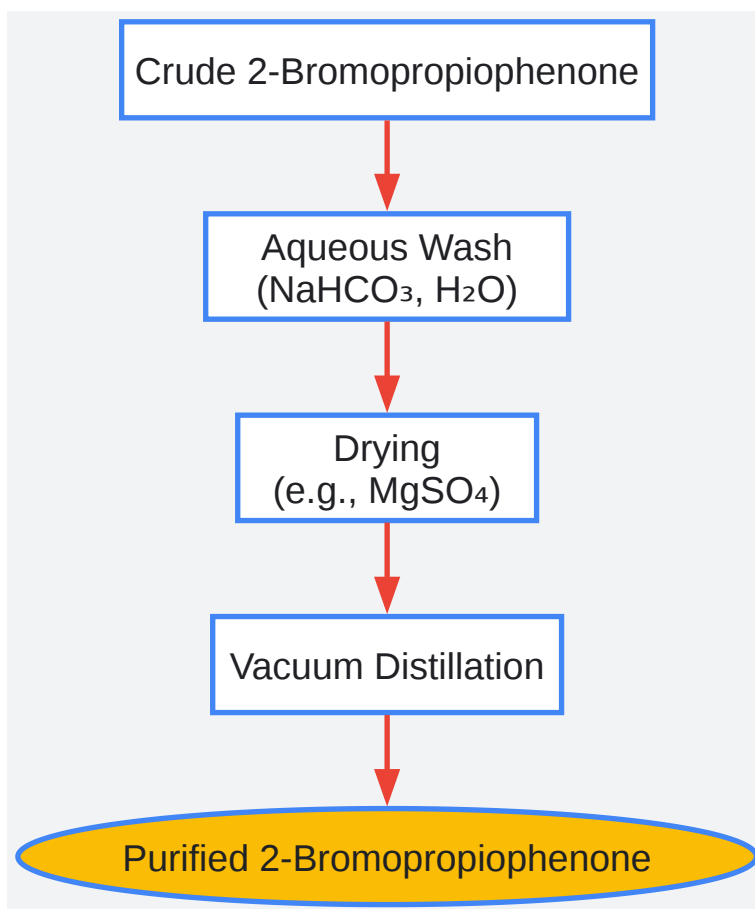 Crude 2-Bromopropiophenone
Aqueous Wash
(NaHCO₃, H₂O)
Drying
(e.g., MgSO₄)
Vacuum Distillation
Purified 2-Bromopropiophenone